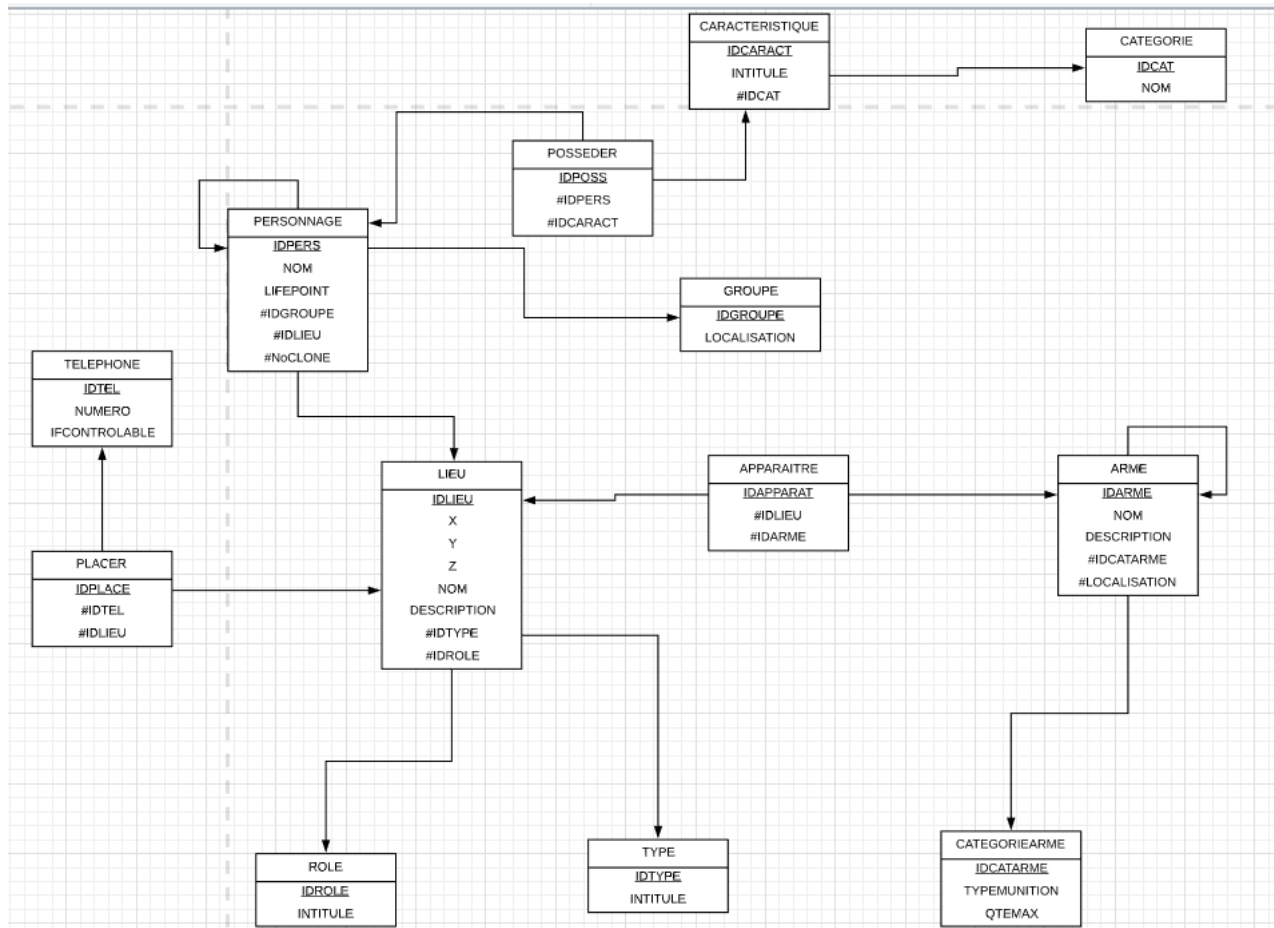 CARACTERISTIQUE
IDCARACT
INTITULE
#IDCAT
CATEGORIE
IDCAT
NOM
POSSEDER
IDPOSS
#IDPERS
#IDCARACT
PERSONNAGE
IDPERS
NOM
LIFEPOINT
#IDGROUPE
#IDLIEU
#NoCLONE
GROUPE
IDGROUPE
LOCALISATION
TELEPHONE
IDTEL
NUMERO
IFCONTROLABLE
LIEU
IDLIEU
X
Y
Z
NOM
DESCRIPTION
#IDTYPE
#IDROLE
APPARAITRE
IDAPPARAT
#IDLIEU
#IDARME
ARME
IDARME
NOM
DESCRIPTION
#IDCATARME
#LOCALISATION
PLACER
IDPLACE
#IDTEL
#IDLIEU
ROLE
IDROLE
INTITULE
TYPE
IDTYPE
INTITULE
CATEGORIEARME
IDCATARME
TYPEMUNITION
QTEMAX